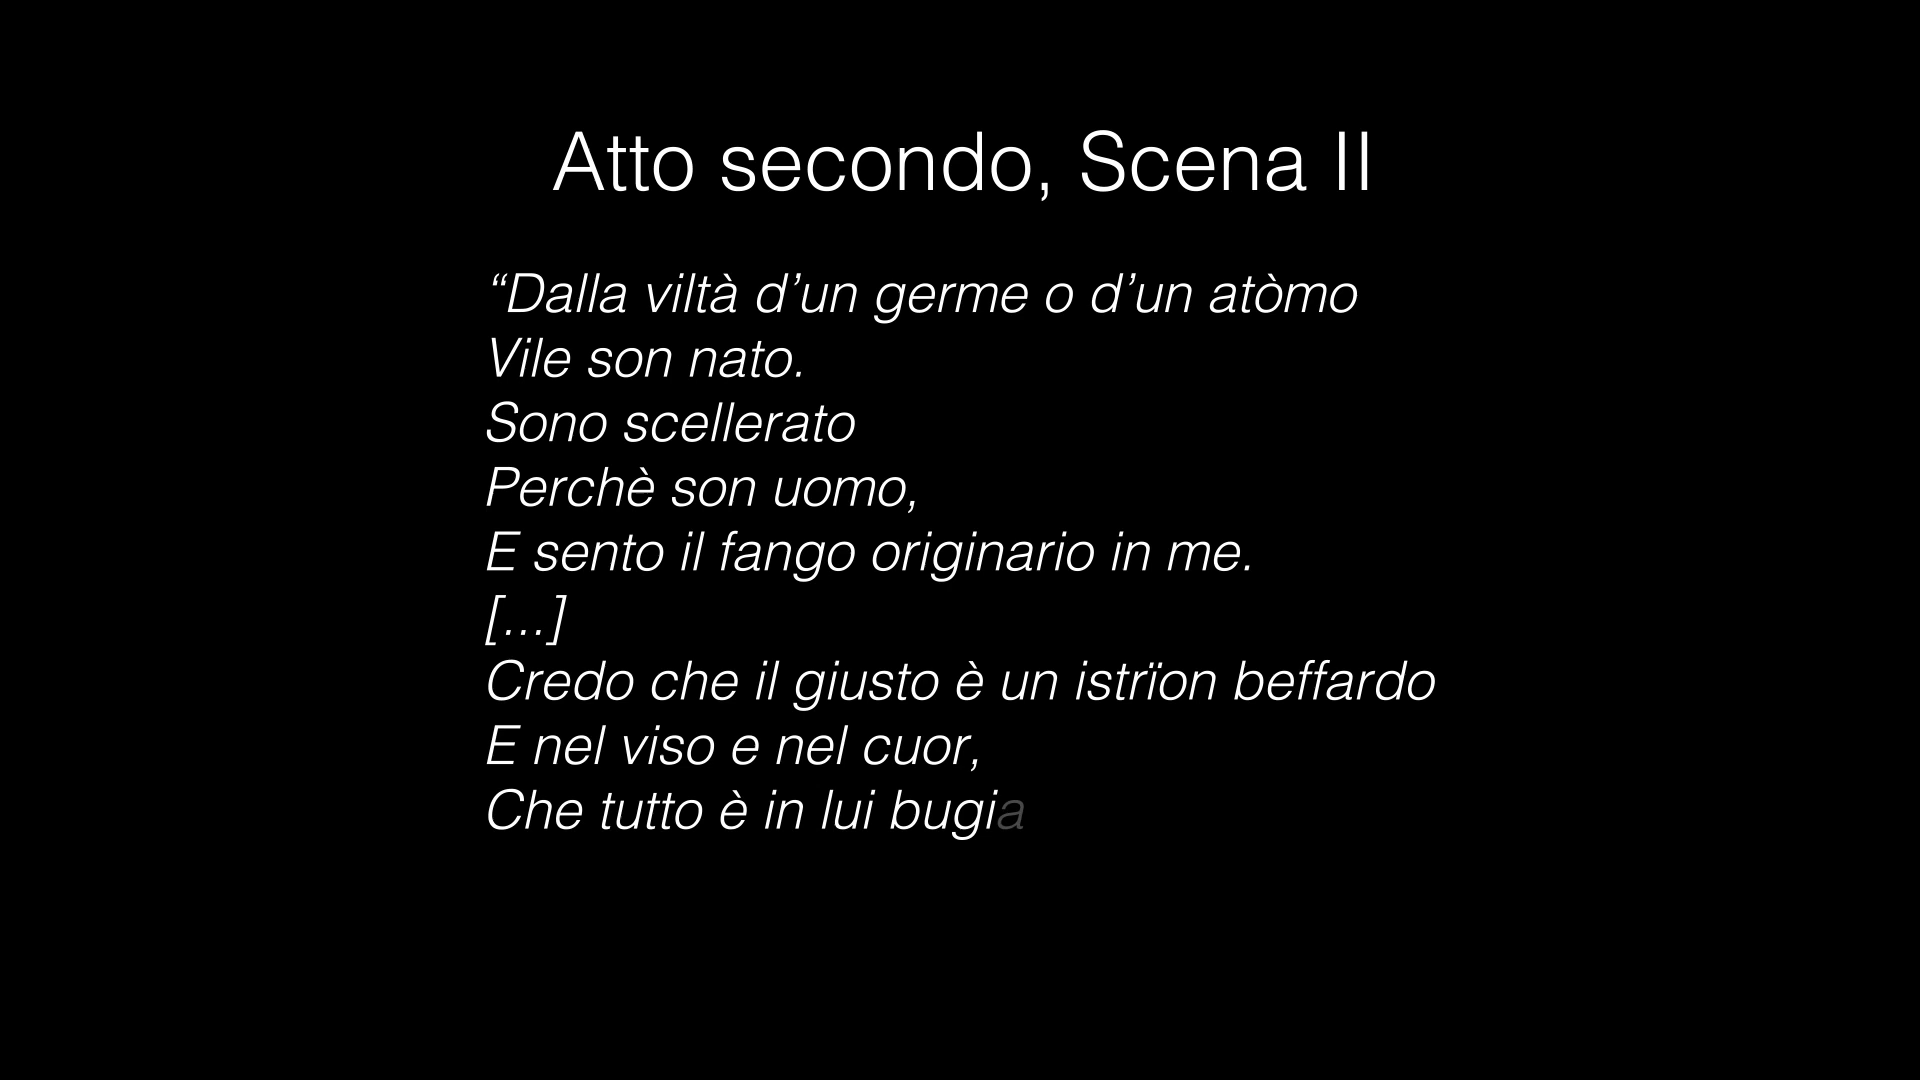 Atto secondo, Scena II
“Dalla viltà d’un germe o d’un atòmo
Vile son nato.
Sono scellerato
Perchè son uomo,
E sento il fango originario in me.
[...]
Credo che il giusto è un istrïon beffardo
E nel viso e nel cuor,
Che tutto è in lui bugia